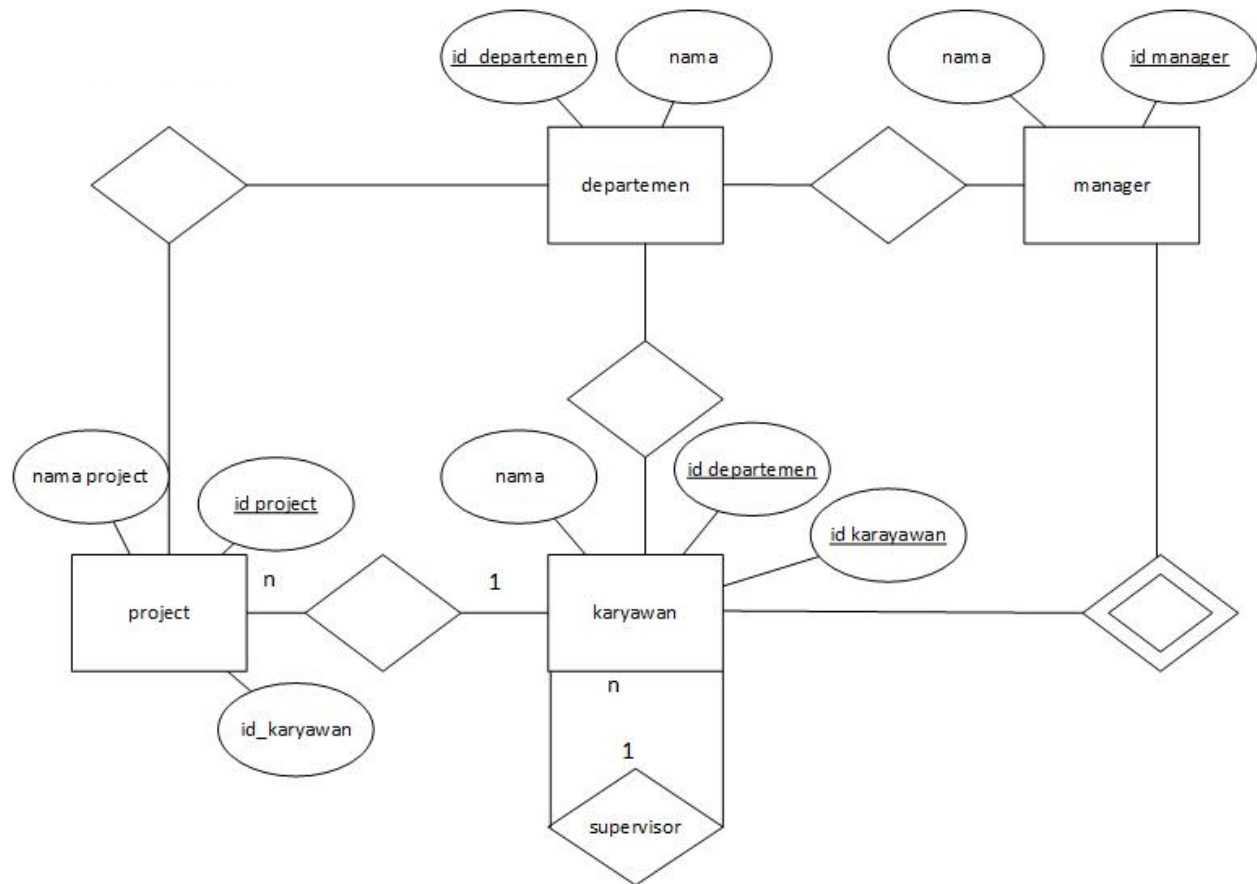 id_departemen
nama
nama
id manager
departemen
manager
nama project
id project
nama
id departemen
id karayawan
n
1
project
karyawan
n
id_karyawan
1
supervisor